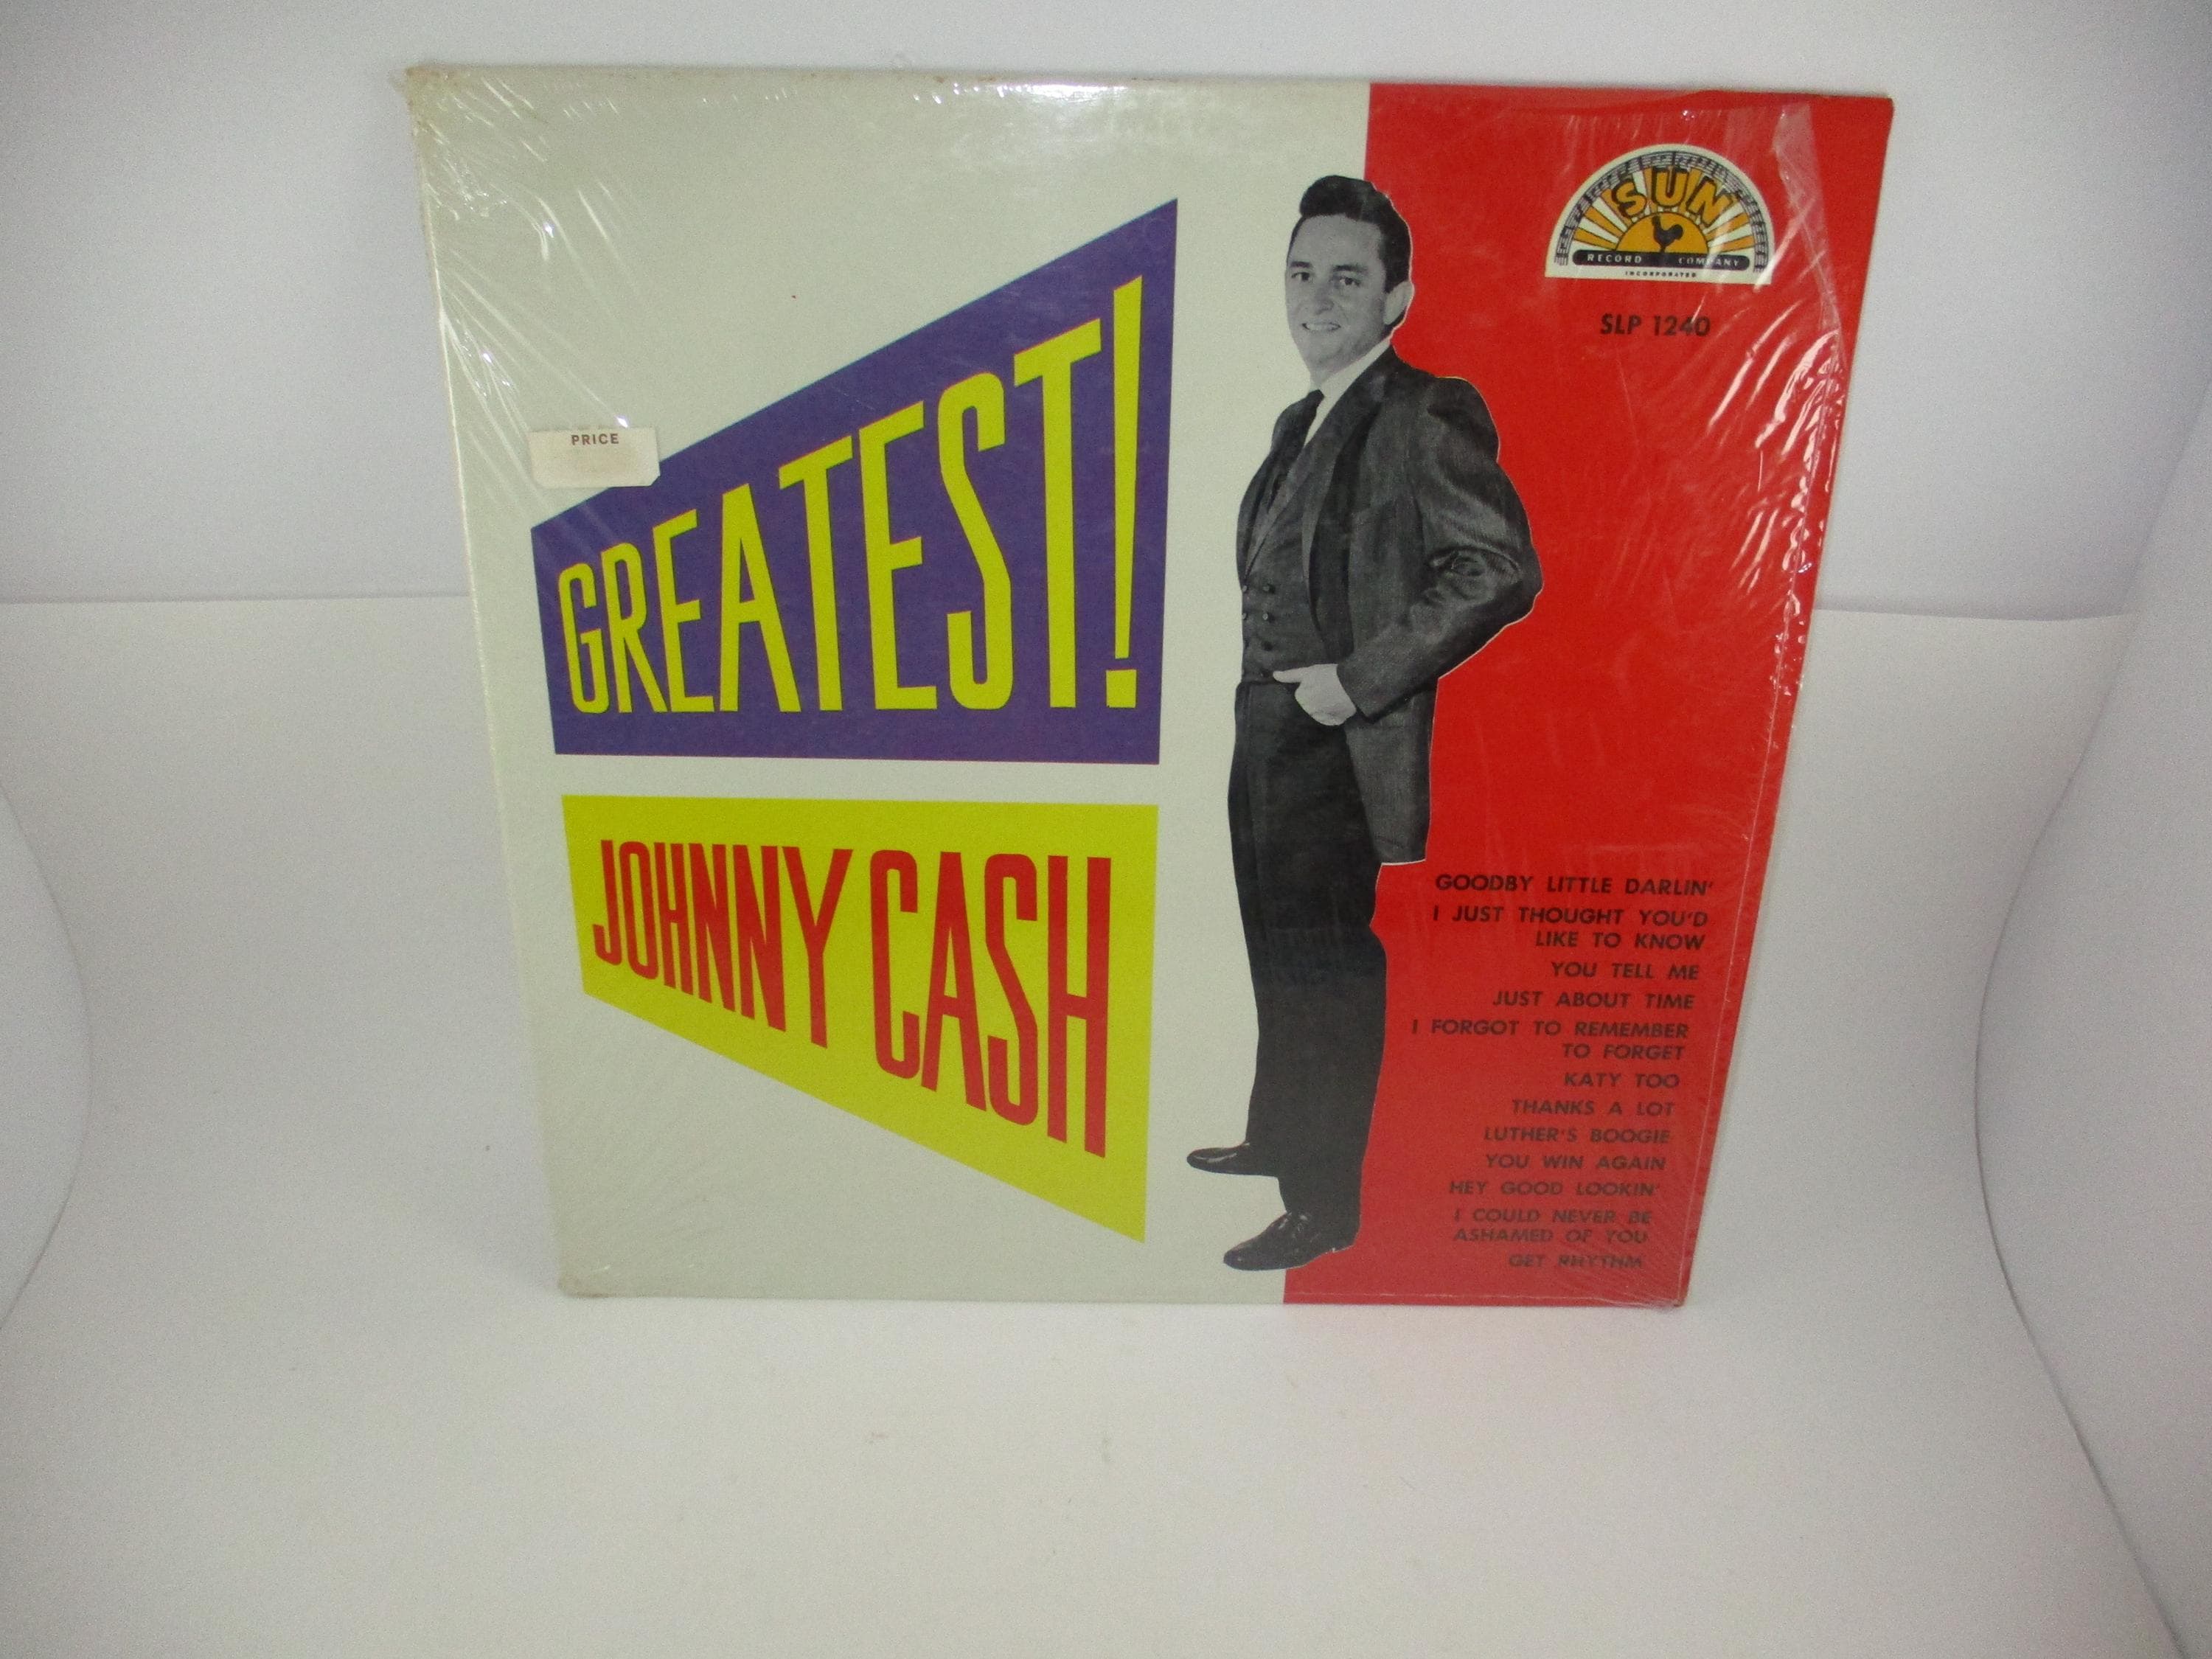 SUN
RECORD COMPANY
INCORPORATED
SLP 1240
PRICE
GREATEST!
JOHNNY CASH
GOODBY LITTLE DARLIN'
I JUST THOUGHT YOU'D
LIKE TO KNOW
YOU TELL ME
JUST ABOUT TIME
I FORGOT TO REMEMBER
TO FORGET
KATY TOO
THANKS A LOT
LUTHER'S BOOGIE
YOU WIN AGAIN
HEY GOOD LOOKIN'
I COULD NEVER BE
ASHAMED OF YOU
GET RHYTHM